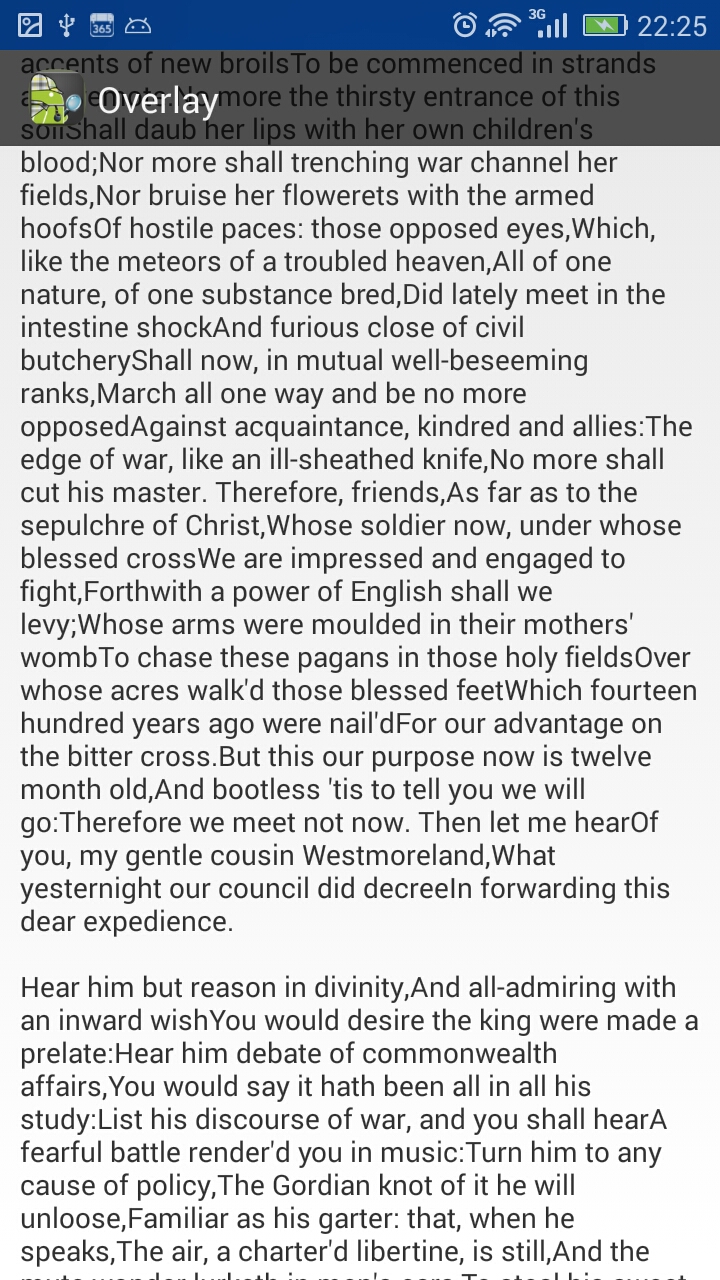 365
3G
22:25
accents of new broilsTo be commenced in strands
Overlay
more the thirsty entrance of this
soilShall daub her lips with her own children's
blood;Nor more shall trenching war channel her
fields,Nor bruise her flowerets with the armed
hoofsOf hostile paces: those opposed eyes,Which,
like the meteors of a troubled heaven,All of one
nature, of one substance bred,Did lately meet in the
intestine shockAnd furious close of civil
butcheryShall now, in mutual well-beseeming
ranks,March all one way and be no more
opposedAgainst acquaintance, kindred and allies:The
edge of war, like an ill-sheathed knife,No more shall
cut his master. Therefore, friends,As far as to the
sepulchre of Christ,Whose soldier now, under whose
blessed crossWe are impressed and engaged to
fight,Forthwith a power of English shall we
levy;Whose arms were moulded in their mothers'
wombTo chase these pagans in those holy fieldsOver
whose acres walk'd those blessed feetWhich fourteen
hundred years ago were nail'dFor our advantage on
the bitter cross.But this our purpose now is twelve
month old,And bootless 'tis to tell you we will
go:Therefore we meet not now. Then let me hearOf
you, my gentle cousin Westmoreland,What
yesternight our council did decreeIn forwarding this
dear expedience.
Hear him but reason in divinity,And all-admiring with
an inward wishYou would desire the king were made a
prelate:Hear him debate of commonwealth
affairs,You would say it hath been all in all his
study:List his discourse of war, and you shall hearA
fearful battle render'd you in music:Turn him to any
cause of policy,The Gordian knot of it he will
unloose,Familiar as his garter: that, when he
speaks,The air, a charter'd libertine, is still,And the
mute wonder lurketh in men's ears,To steal his sweet